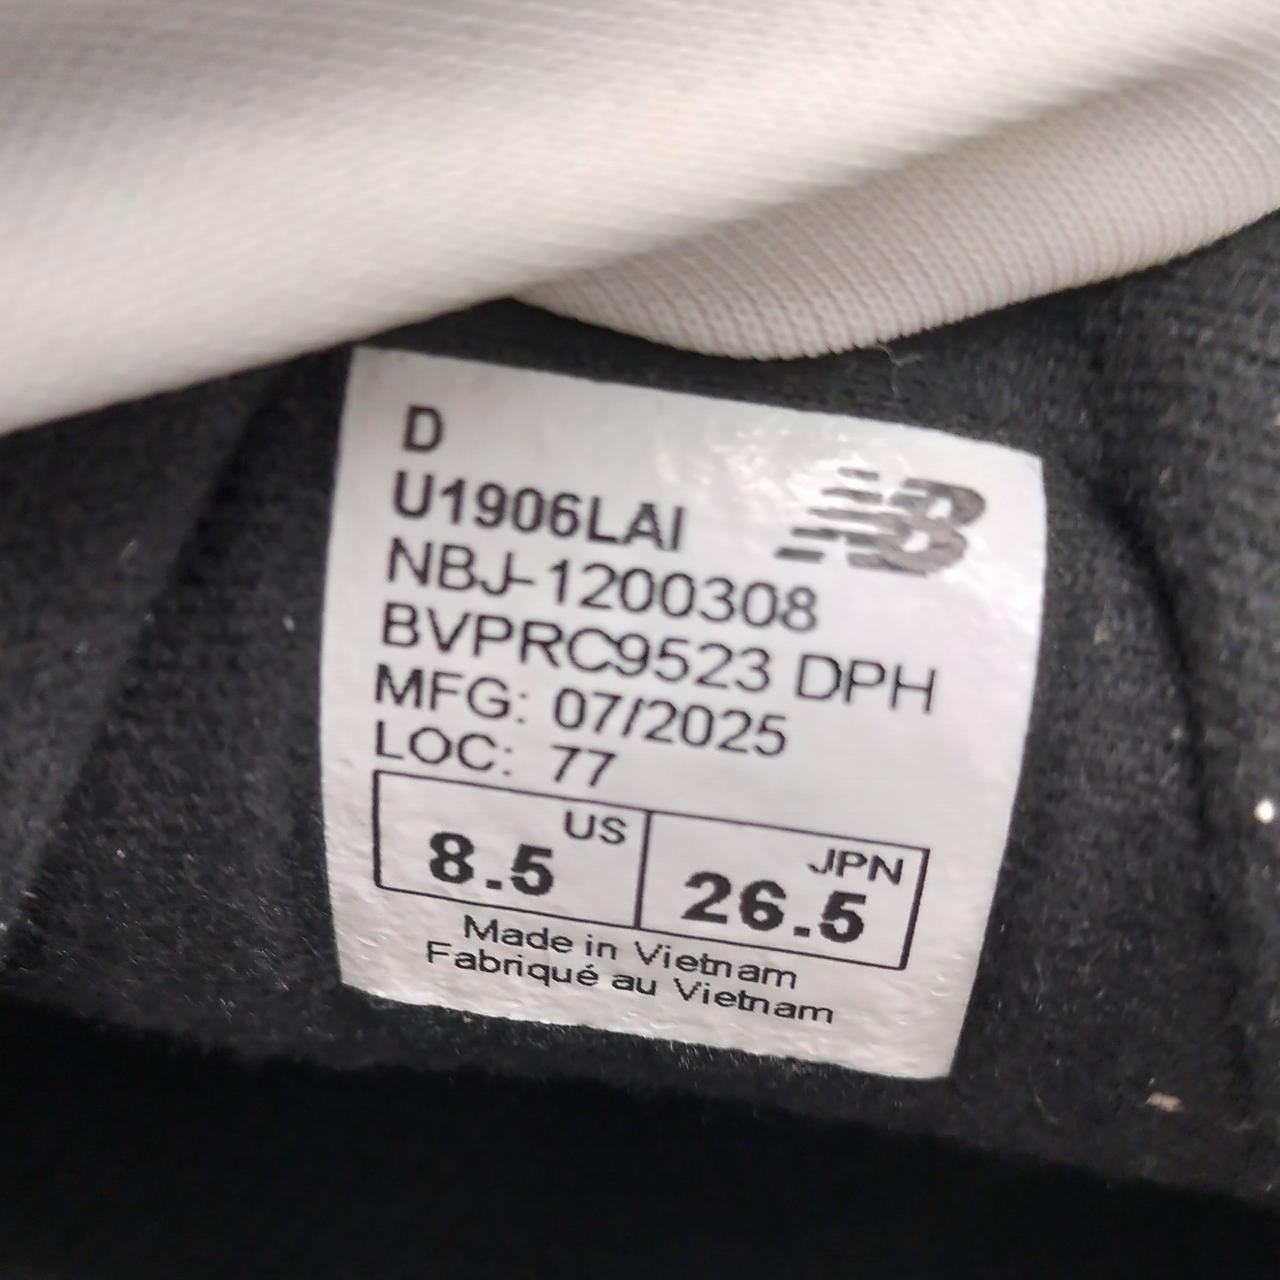 D
U1906LAI
NB
NBJ-1200308
BVPRC9523 DPH
MFG: 07/2025
LOC: 77
US
8.5
JPN
26.5
Made in Vietnam
Fabriqué au Vietnam